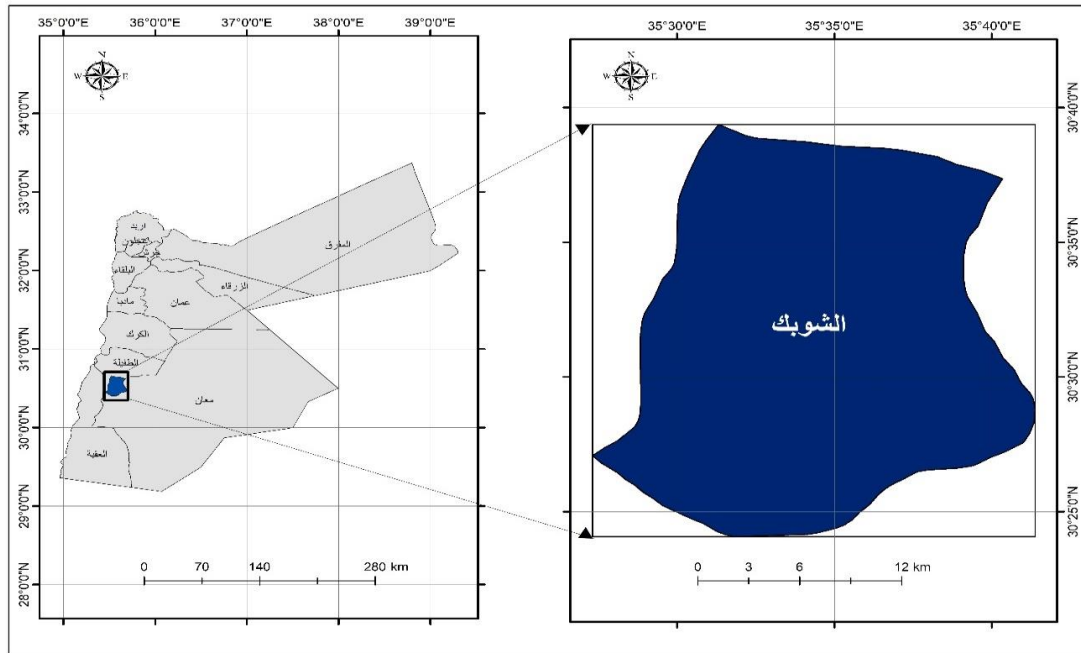 35°0'0"E 36°0'0"E 37°0'0"E 38°0'0"E 39°0'0"E
N
W E
S
34°0'0"N
33°0'0"N
32°0'0"N
31°0'0"N
30°0'0"N
29°0'0"N
28°0'0"N
اربد
عجلون
جرش
المفرق
البلقاء
الزرقاء
عمان
مادبا
الكرك
الطفيلة
معان
العقبة
0 70 140 280 km
35°30'0"E 35°35'0"E 35°40'0"E
N
W E
S
30°40'0"N
30°35'0"N
30°30'0"N
30°25'0"N
الشوبك
0 3 6 12 km